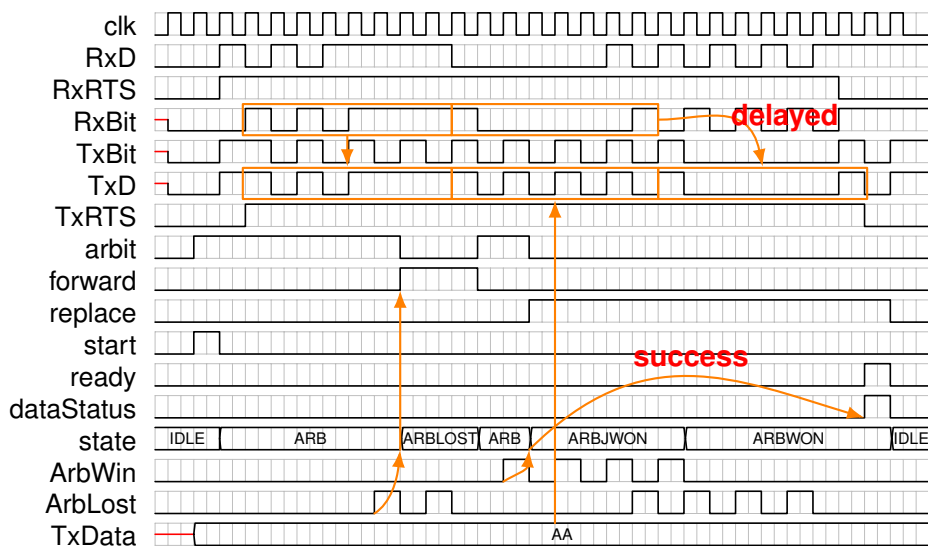 clk
RxD
RxRTS
RxBit
delayed
TxBit
TxD
TxRTS
arbit
forward
replace
start
success
ready
dataStatus
state IDLE ARB ARBLOST ARB ARBJWON ARBWON IDLE
ArbWin
ArbLost
TxData AA